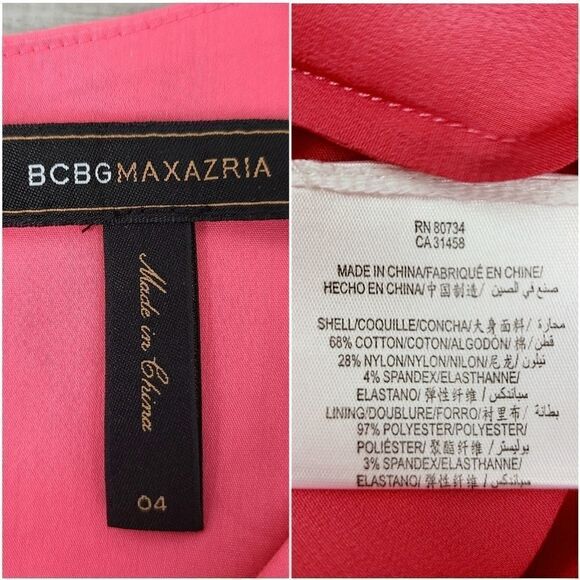 BCBGMAXAZRIA
Made in China
04
RN 80734
CA 31458
MADE IN CHINA/FABRIQUÉ EN CHINE/
HECHO EN CHINA/中国制造/ صنع في الصين
SHELL/COQUILLE/CONCHA/大身面料/ محارة
68% COTTON/COTON/ALGODÓN/棉/ قطن
28% NYLON/NYLON/NILON/尼龙/ نيلون
4% SPANDEX/ELASTHANNE/
ELASTANO/弹性纤维/ سباندكس
LINING/DOUBLURE/FORRO/衬里布/ بطانة
97% POLYESTER/POLYESTER/
POLIÉSTER/聚酯纤维/ بوليستر
3% SPANDEX/ELASTHANNE/
ELASTANO/弹性纤维/ سباندكس